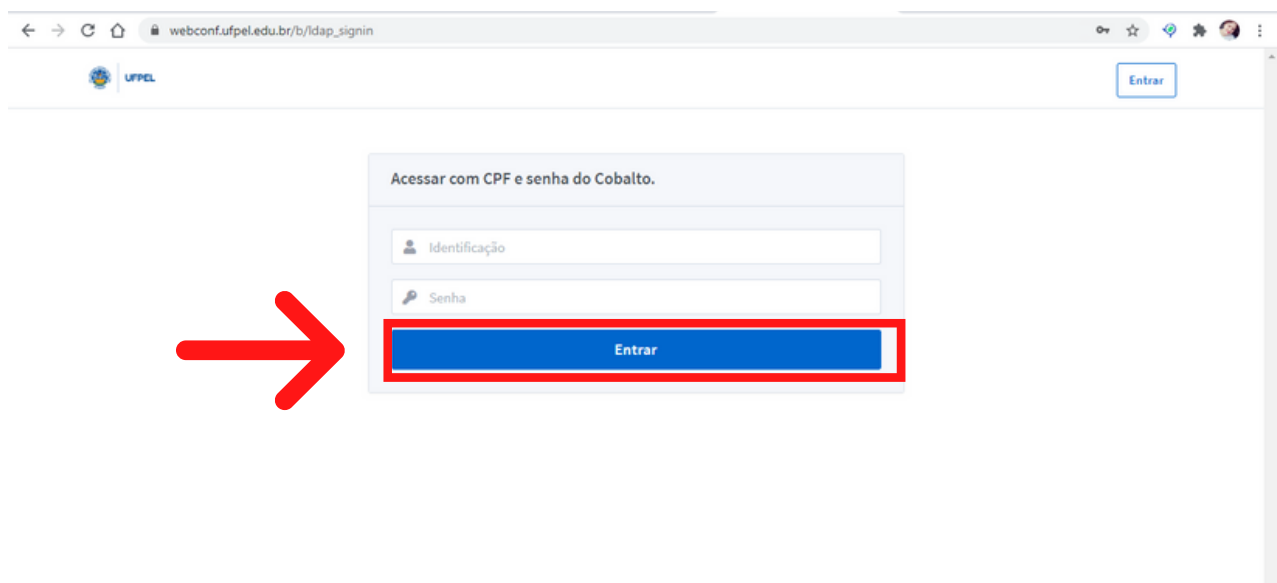 webconf.ufpel.edu.br/b/ldap_signin
UFPEL
Entrar
Acessar com CPF e senha do Cobalto.
Identificação
Senha
Entrar